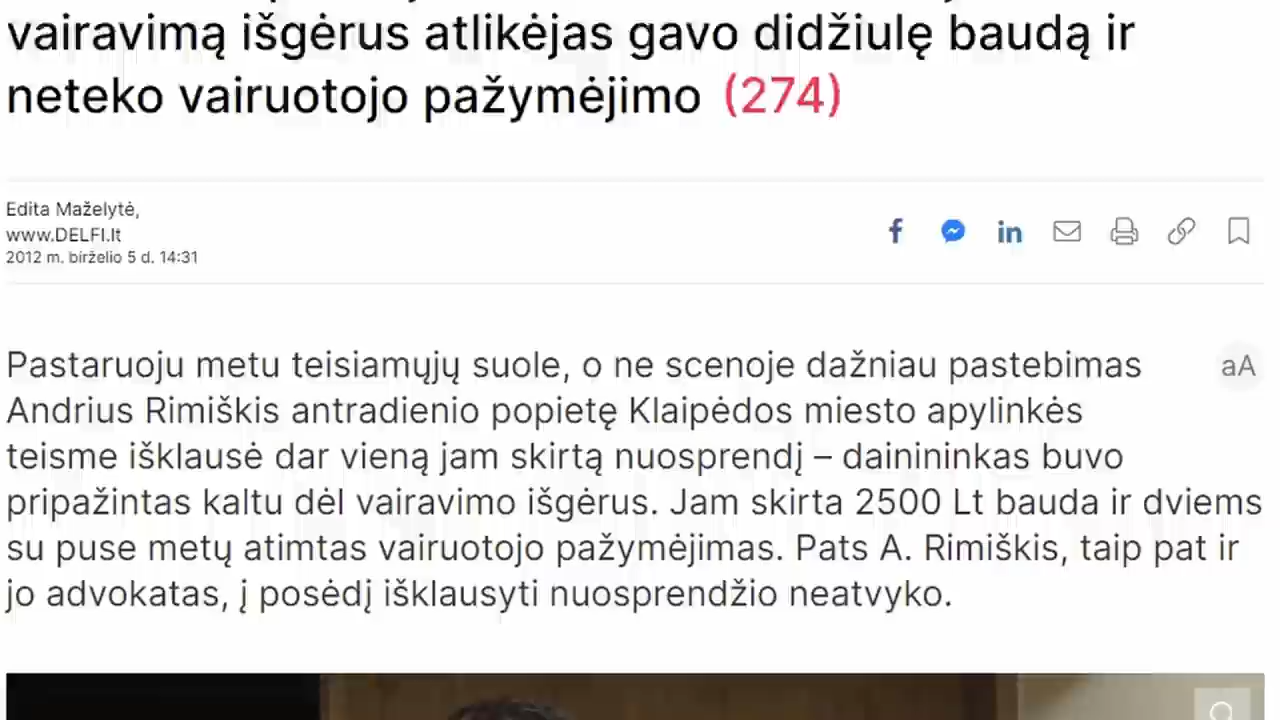 vairavimą išgėrus atlikėjas gavo didžiulę baudą ir
neteko vairuotojo pažymėjimo (274)
Edita Maželytė,
www.DELFI.lt
2012 m. birželio 5 d. 14:31
Pastaruoju metu teisiamųjų suole, o ne scenoje dažniau pastebimas
aA
Andrius Rimiškis antradienio popietę Klaipėdos miesto apylinkės
teisme išklausė dar vieną jam skirtą nuosprendį – dainininkas buvo
pripažintas kaltu dėl vairavimo išgėrus. Jam skirta 2500 Lt bauda ir dviems
su puse metų atimtas vairuotojo pažymėjimas. Pats A. Rimiškis, taip pat ir
jo advokatas, į posėdį išklausyti nuosprendžio neatvyko.